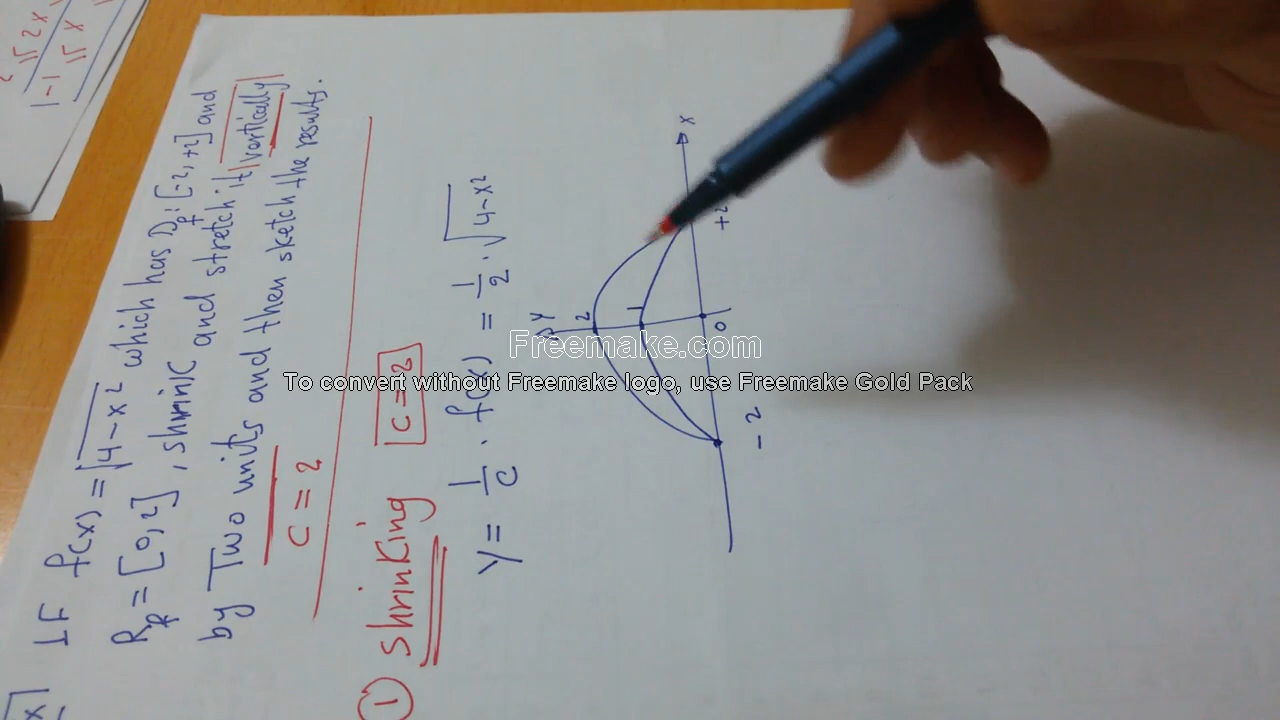 IF f(x) = √4-x² which has D_f: [-2,+2] and
R_f = [0,2], shrink and stretch it vertically
by Two units and then sketch the results.
C = 2
① shrinking C = 2
y = 1/C · f(x) = 1/2 · √4-x²
Y
2
1
X
-2
0
+2
Freemake.com
To convert without Freemake logo, use Freemake Gold Pack